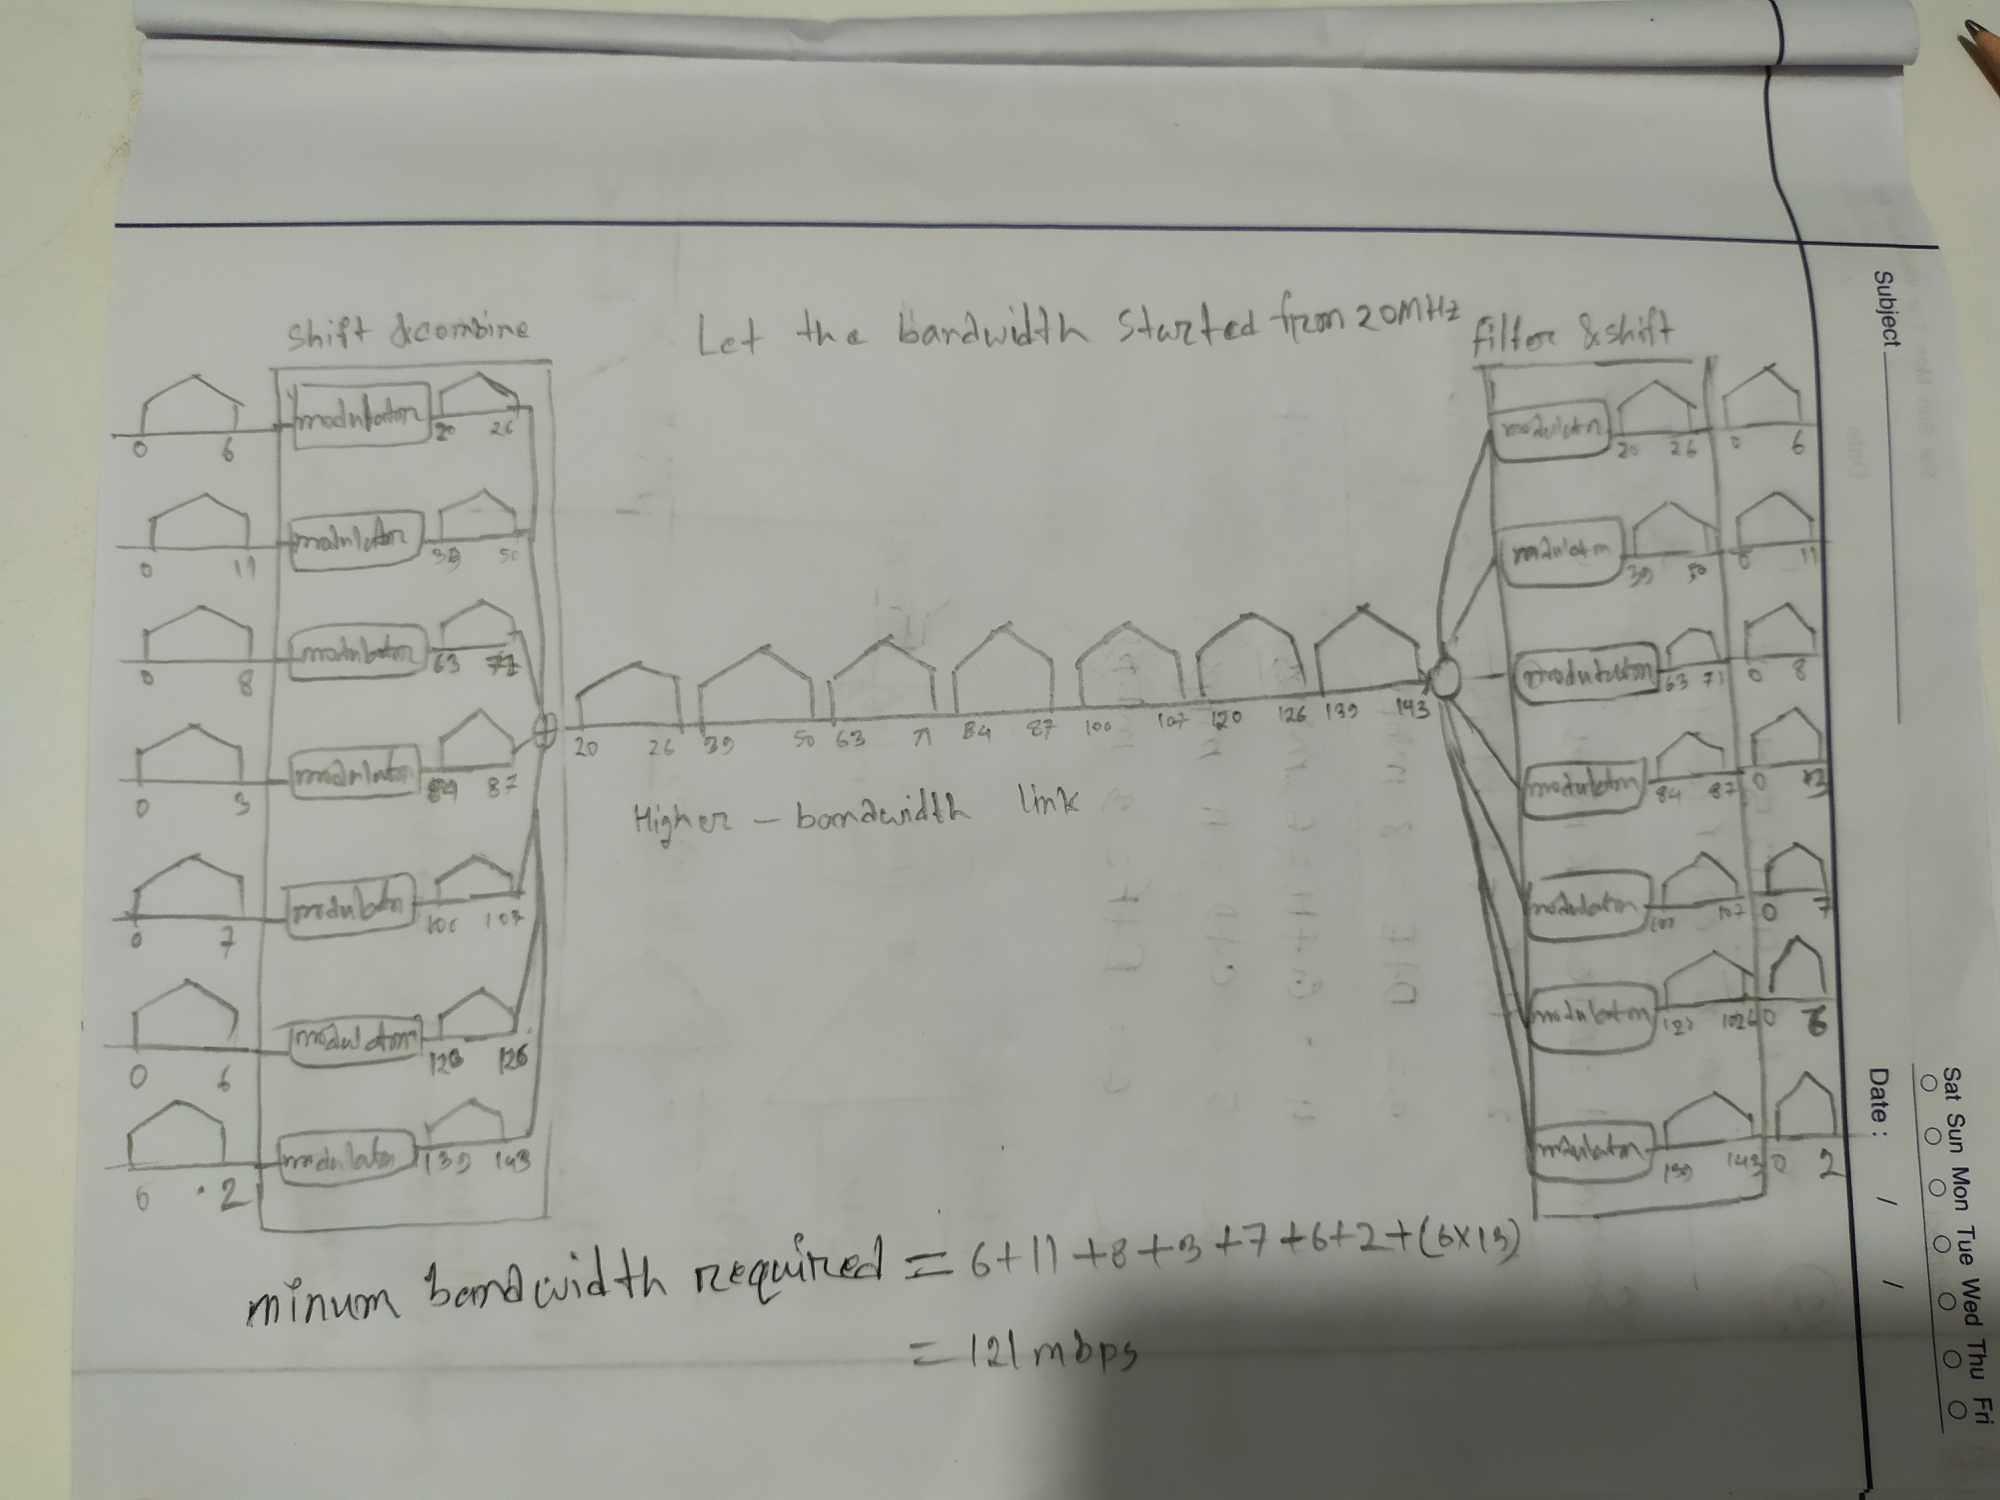 Subject
Date : / /
Sat Sun Mon Tue Wed Thu Fri
Let the bandwidth started from 20MHz
shift & combine
filter & shift
0 6 modulator 20 26
0 11 modulator 39 50
0 8 modulator 63 71
0 3 modulator 84 87
0 7 modulator 100 107
0 6 modulator 120 126
0 2 modulator 139 143
20 26 39 50 63 71 84 87 100 107 120 126 139 143
Higher - bandwidth link
modulator 20 26 0 6
modulator 39 50 0 11
modulator 63 71 0 8
modulator 84 87 0 3
modulator 107 0 7
modulator 0 6
modulator 139 143 0 2
minum bandwidth required = 6+11+8+3+7+6+2+(6x13)
= 121 mbps